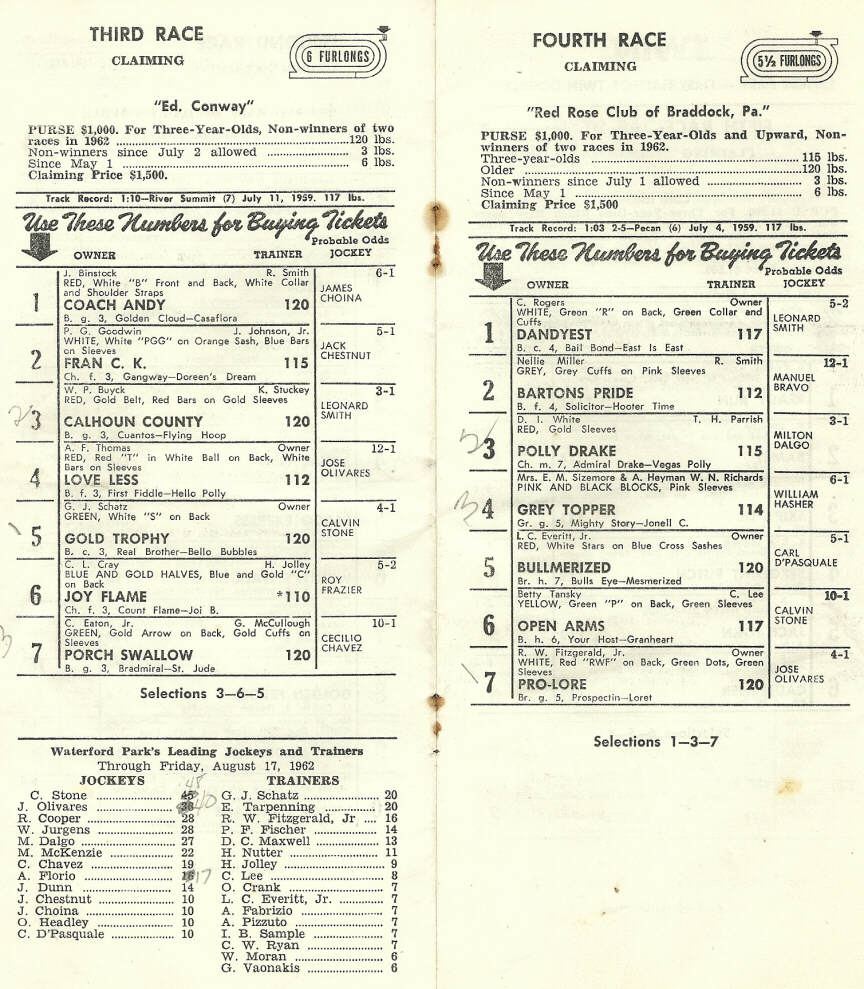 THIRD RACE
CLAIMING
6 FURLONGS
"Ed. Conway"
PURSE $1,000. For Three-Year-Olds, Non-winners of two
races in 1962 ........ 120 lbs.
Non-winners since July 2 allowed ........ 3 lbs.
Since May 1 ........ 6 lbs.
Claiming Price $1,500.
Track Record: 1:10—River Summit (7) July 11, 1959. 117 lbs.
Use These Numbers for Buying Tickets
Probable Odds
OWNER TRAINER JOCKEY
J. Binstock R. Smith 6-1
RED, White "B" Front and Back, White Collar
and Shoulder Straps
1 COACH ANDY 120
B. g. 3, Golden Cloud—Casaflora
JAMES
CHOINA
P. G. Goodwin J. Johnson, Jr. 5-1
WHITE, White "PGG" on Orange Sash, Blue Bars
on Sleeves
2 FRAN C. K. 115
Ch. f. 3, Gangway—Doreen's Dream
JACK
CHESTNUT
W. P. Buyck K. Stuckey 3-1
RED, Gold Belt, Red Bars on Gold Sleeves
3 CALHOUN COUNTY 120
B. g. 3, Cuantos—Flying Hoop
LEONARD
SMITH
A. F. Thomas Owner 12-1
RED, Red "T" in White Ball on Back, White
Bars on Sleeves
4 LOVE LESS 112
B. f. 3, First Fiddle—Hello Polly
JOSE
OLIVARES
G. J. Schatz Owner 4-1
GREEN, White "S" on Back
5 GOLD TROPHY 120
B. c. 3, Real Brother—Bello Bubbles
CALVIN
STONE
C. L. Cray H. Jolley 5-2
BLUE AND GOLD HALVES, Blue and Gold "C"
on Back
6 JOY FLAME *110
Ch. f. 3, Count Flame—Joi B.
ROY
FRAZIER
C. Eaton, Jr. G. McCullough 10-1
GREEN, Gold Arrow on Back, Gold Cuffs on
Sleeves
7 PORCH SWALLOW 120
B. g. 3, Bradmiral—St. Jude
CECILIO
CHAVEZ
Selections 3—6—5
Waterford Park's Leading Jockeys and Trainers
Through Friday, August 17, 1962
JOCKEYS
C. Stone ........ 45 48
J. Olivares ........ 40
R. Cooper ........ 28
W. Jurgens ........ 28
M. Dalgo ........ 27
M. McKenzie ........ 22
C. Chavez ........ 19
A. Florio ........ 17
J. Dunn ........ 14
J. Chestnut ........ 10
J. Choina ........ 10
O. Headley ........ 10
C. D'Pasquale ........ 10
TRAINERS
G. J. Schatz ........ 20
E. Tarpenning ........ 20
R. W. Fitzgerald, Jr .... 16
P. F. Fischer ........ 14
D. C. Maxwell ........ 13
H. Nutter ........ 11
H. Jolley ........ 9
C. Lee ........ 8
O. Crank ........ 7
L. C. Everitt, Jr. ........ 7
A. Fabrizio ........ 7
A. Pizzuto ........ 7
I. B. Sample ........ 7
C. W. Ryan ........ 7
W. Moran ........ 6
G. Vaonakis ........ 6
FOURTH RACE
CLAIMING
5½ FURLONGS
"Red Rose Club of Braddock, Pa."
PURSE $1,000. For Three-Year-Olds and Upward, Non-
winners of two races in 1962.
Three-year-olds ........ 115 lbs.
Older ........ 120 lbs.
Non-winners since July 1 allowed ........ 3 lbs.
Since May 1 ........ 6 lbs.
Claiming Price $1,500
Track Record: 1:03 2-5—Pecan (6) July 4, 1959. 117 lbs.
Use These Numbers for Buying Tickets
Probable Odds
OWNER TRAINER JOCKEY
C. Rogers Owner 5-2
WHITE, Green "R" on Back, Green Collar and
Cuffs
1 DANDYEST 117
B. c. 4, Bail Bond—East Is East
LEONARD
SMITH
Nellie Miller R. Smith 12-1
GREY, Grey Cuffs on Pink Sleeves
2 BARTONS PRIDE 112
B. f. 4, Solicitor—Hooter Time
MANUEL
BRAVO
D. I. White T. H. Parrish 3-1
RED, Gold Sleeves
3 POLLY DRAKE 115
Ch. m. 7, Admiral Drake—Vegas Polly
MILTON
DALGO
Mrs. E. M. Sizemore & A. Heyman W. N. Richards 6-1
PINK AND BLACK BLOCKS, Pink Sleeves
4 GREY TOPPER 114
Gr. g. 5, Mighty Story—Jonell C.
WILLIAM
HASHER
L. C. Everitt, Jr. Owner 5-1
RED, White Stars on Blue Cross Sashes
5 BULLMERIZED 120
Br. h. 7, Bulls Eye—Mesmerized
CARL
D'PASQUALE
Betty Tansky C. Lee 10-1
YELLOW, Green "P" on Back, Green Sleeves
6 OPEN ARMS 117
B. h. 6, Your Host—Granheart
CALVIN
STONE
R. W. Fitzgerald, Jr. Owner 4-1
WHITE, Red "RWF" on Back, Green Dots, Green
Sleeves
7 PRO-LORE 120
Br. g. 5, Prospectin—Loret
JOSE
OLIVARES
Selections 1—3—7